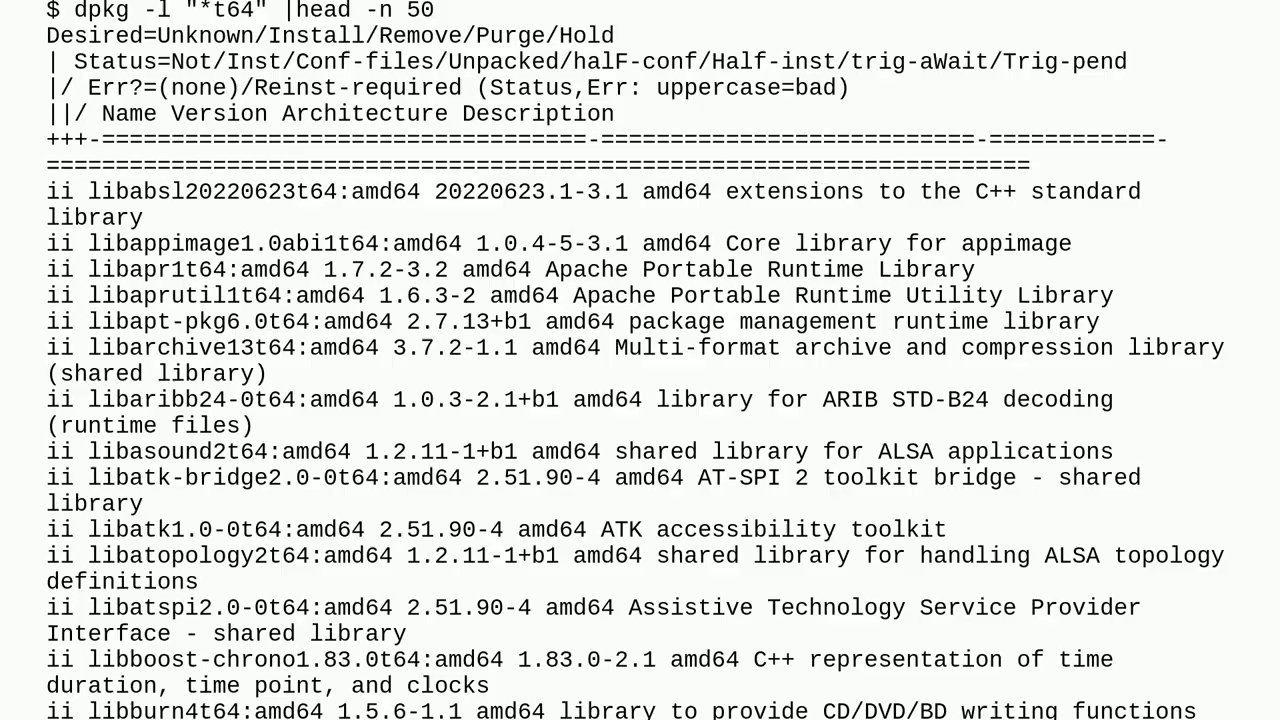 $ dpkg -l "*t64" |head -n 50
Desired=Unknown/Install/Remove/Purge/Hold
| Status=Not/Inst/Conf-files/Unpacked/halF-conf/Half-inst/trig-aWait/Trig-pend
|/ Err?=(none)/Reinst-required (Status,Err: uppercase=bad)
||/ Name Version Architecture Description
+++-===================================-===========================-============-
=======================================================================
ii libabsl20220623t64:amd64 20220623.1-3.1 amd64 extensions to the C++ standard
library
ii libappimage1.0abi1t64:amd64 1.0.4-5-3.1 amd64 Core library for appimage
ii libapr1t64:amd64 1.7.2-3.2 amd64 Apache Portable Runtime Library
ii libaprutil1t64:amd64 1.6.3-2 amd64 Apache Portable Runtime Utility Library
ii libapt-pkg6.0t64:amd64 2.7.13+b1 amd64 package management runtime library
ii libarchive13t64:amd64 3.7.2-1.1 amd64 Multi-format archive and compression library
(shared library)
ii libaribb24-0t64:amd64 1.0.3-2.1+b1 amd64 library for ARIB STD-B24 decoding
(runtime files)
ii libasound2t64:amd64 1.2.11-1+b1 amd64 shared library for ALSA applications
ii libatk-bridge2.0-0t64:amd64 2.51.90-4 amd64 AT-SPI 2 toolkit bridge - shared
library
ii libatk1.0-0t64:amd64 2.51.90-4 amd64 ATK accessibility toolkit
ii libatopology2t64:amd64 1.2.11-1+b1 amd64 shared library for handling ALSA topology
definitions
ii libatspi2.0-0t64:amd64 2.51.90-4 amd64 Assistive Technology Service Provider
Interface - shared library
ii libboost-chrono1.83.0t64:amd64 1.83.0-2.1 amd64 C++ representation of time
duration, time point, and clocks
ii libburn4t64:amd64 1.5.6-1.1 amd64 library to provide CD/DVD/BD writing functions